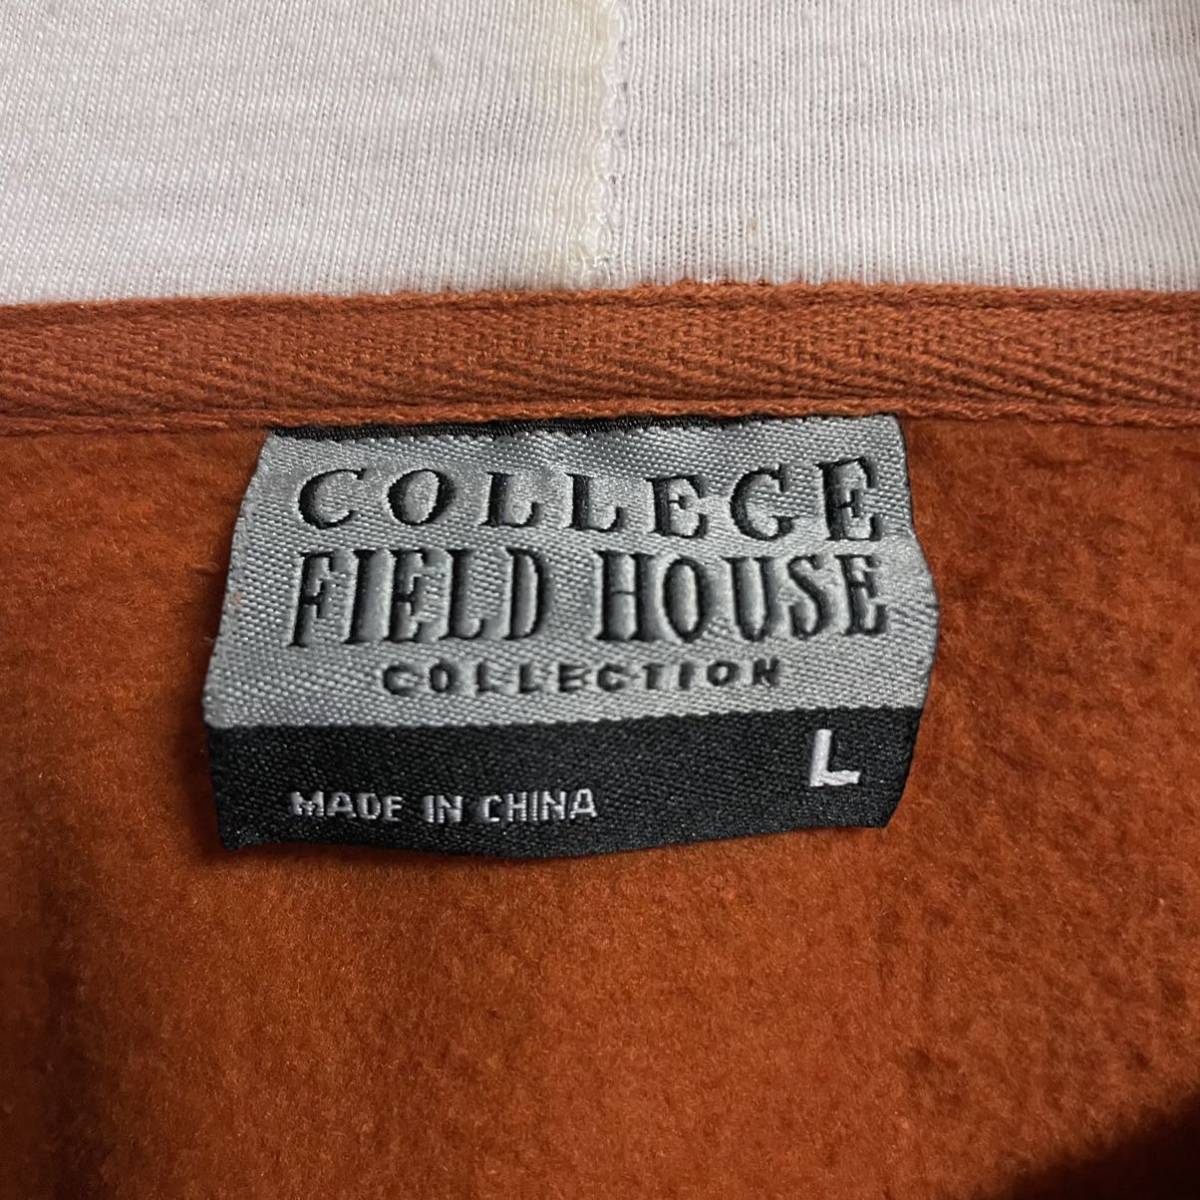 COLLEGE
FIELD HOUSE
COLLECTION
L
MADE IN CHINA